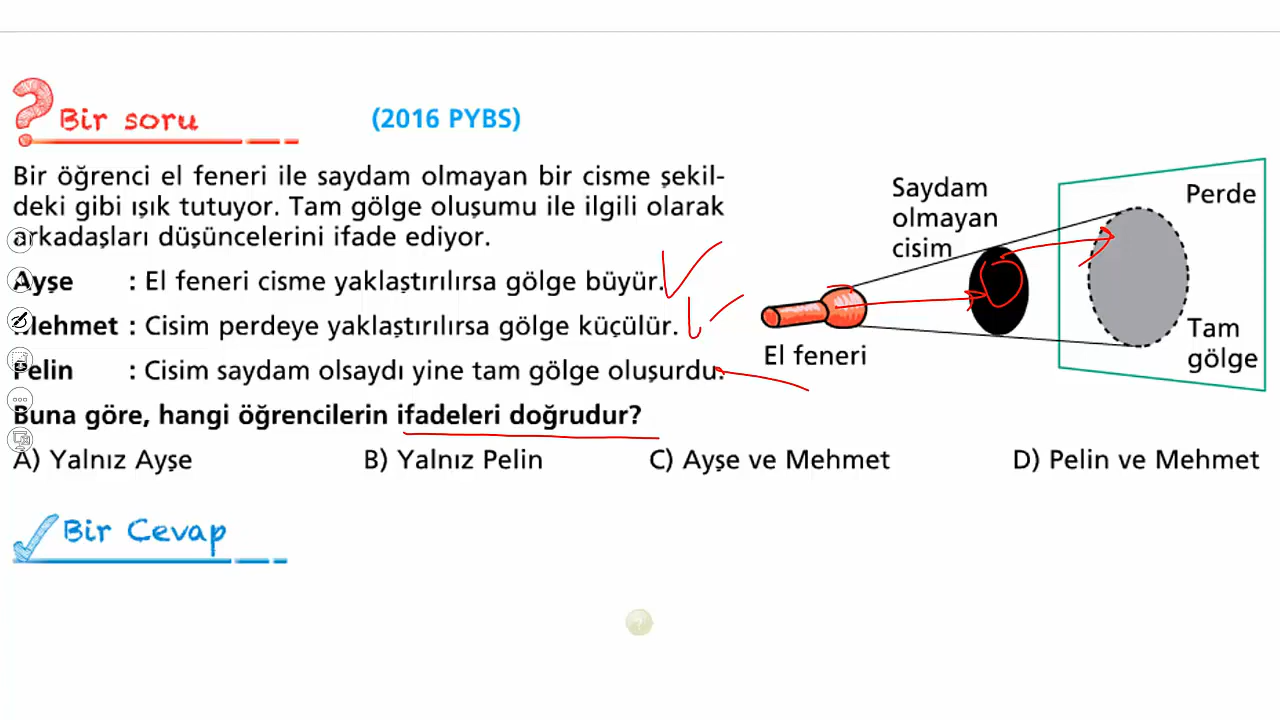 Bir soru (2016 PYBS)
Bir öğrenci el feneri ile saydam olmayan bir cisme şekil-
deki gibi ışık tutuyor. Tam gölge oluşumu ile ilgili olarak
arkadaşları düşüncelerini ifade ediyor.
Ayşe : El feneri cisme yaklaştırılırsa gölge büyür.
Mehmet : Cisim perdeye yaklaştırılırsa gölge küçülür.
Pelin : Cisim saydam olsaydı yine tam gölge oluşurdu.
Buna göre, hangi öğrencilerin ifadeleri doğrudur?
A) Yalnız Ayşe B) Yalnız Pelin C) Ayşe ve Mehmet D) Pelin ve Mehmet
Saydam
olmayan
cisim
Perde
El feneri
Tam
gölge
Bir Cevap
?